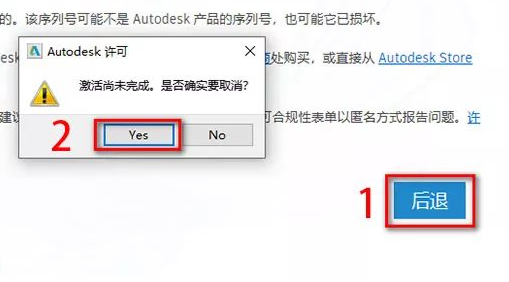 的。该序列号可能不是 Autodesk 产品的序列号，也可能它已损坏。
Autodesk 许可
处购买，或直接从 Autodesk Store
激活尚未完成。是否确实要取消?
建议
可合规性表单以匿名方式报告问题。许
2
Yes
No
1
后退